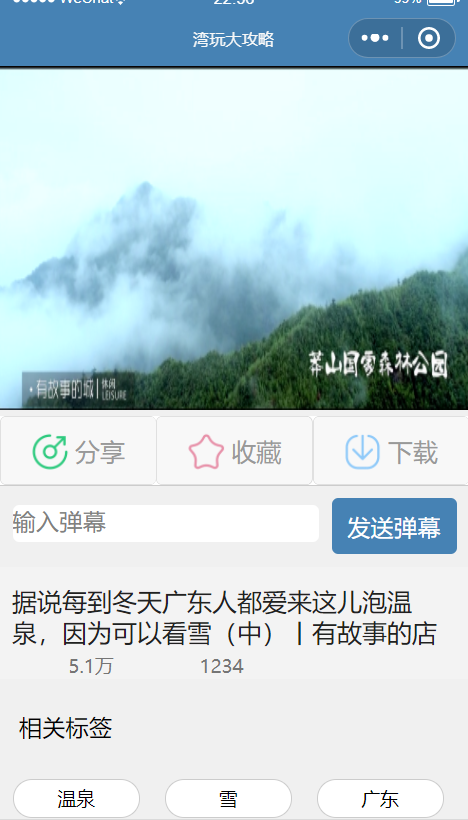 WeChat
22:58
59%
湾玩大攻略
莽山国家森林公园
·有故事的城|休闲
LEISURE
分享
收藏
下载
输入弹幕
发送弹幕
据说每到冬天广东人都爱来这儿泡温
泉，因为可以看雪（中）丨有故事的店
5.1万
1234
相关标签
温泉
雪
广东